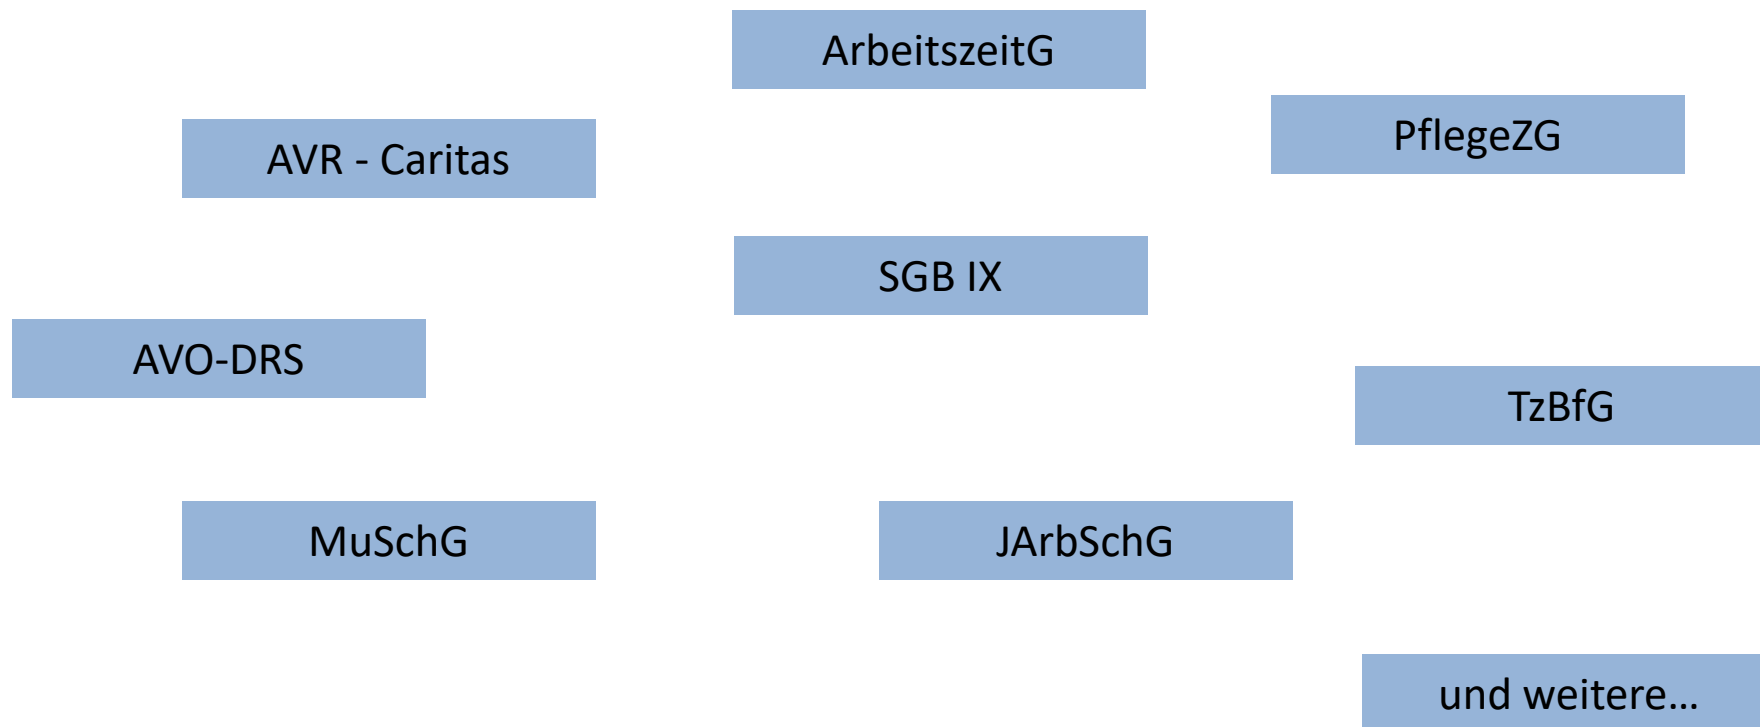 ArbeitszeitG
PflegeZG
AVR - Caritas
SGB IX
AVO-DRS
TzBfG
MuSchG
JArbSchG
und weitere…